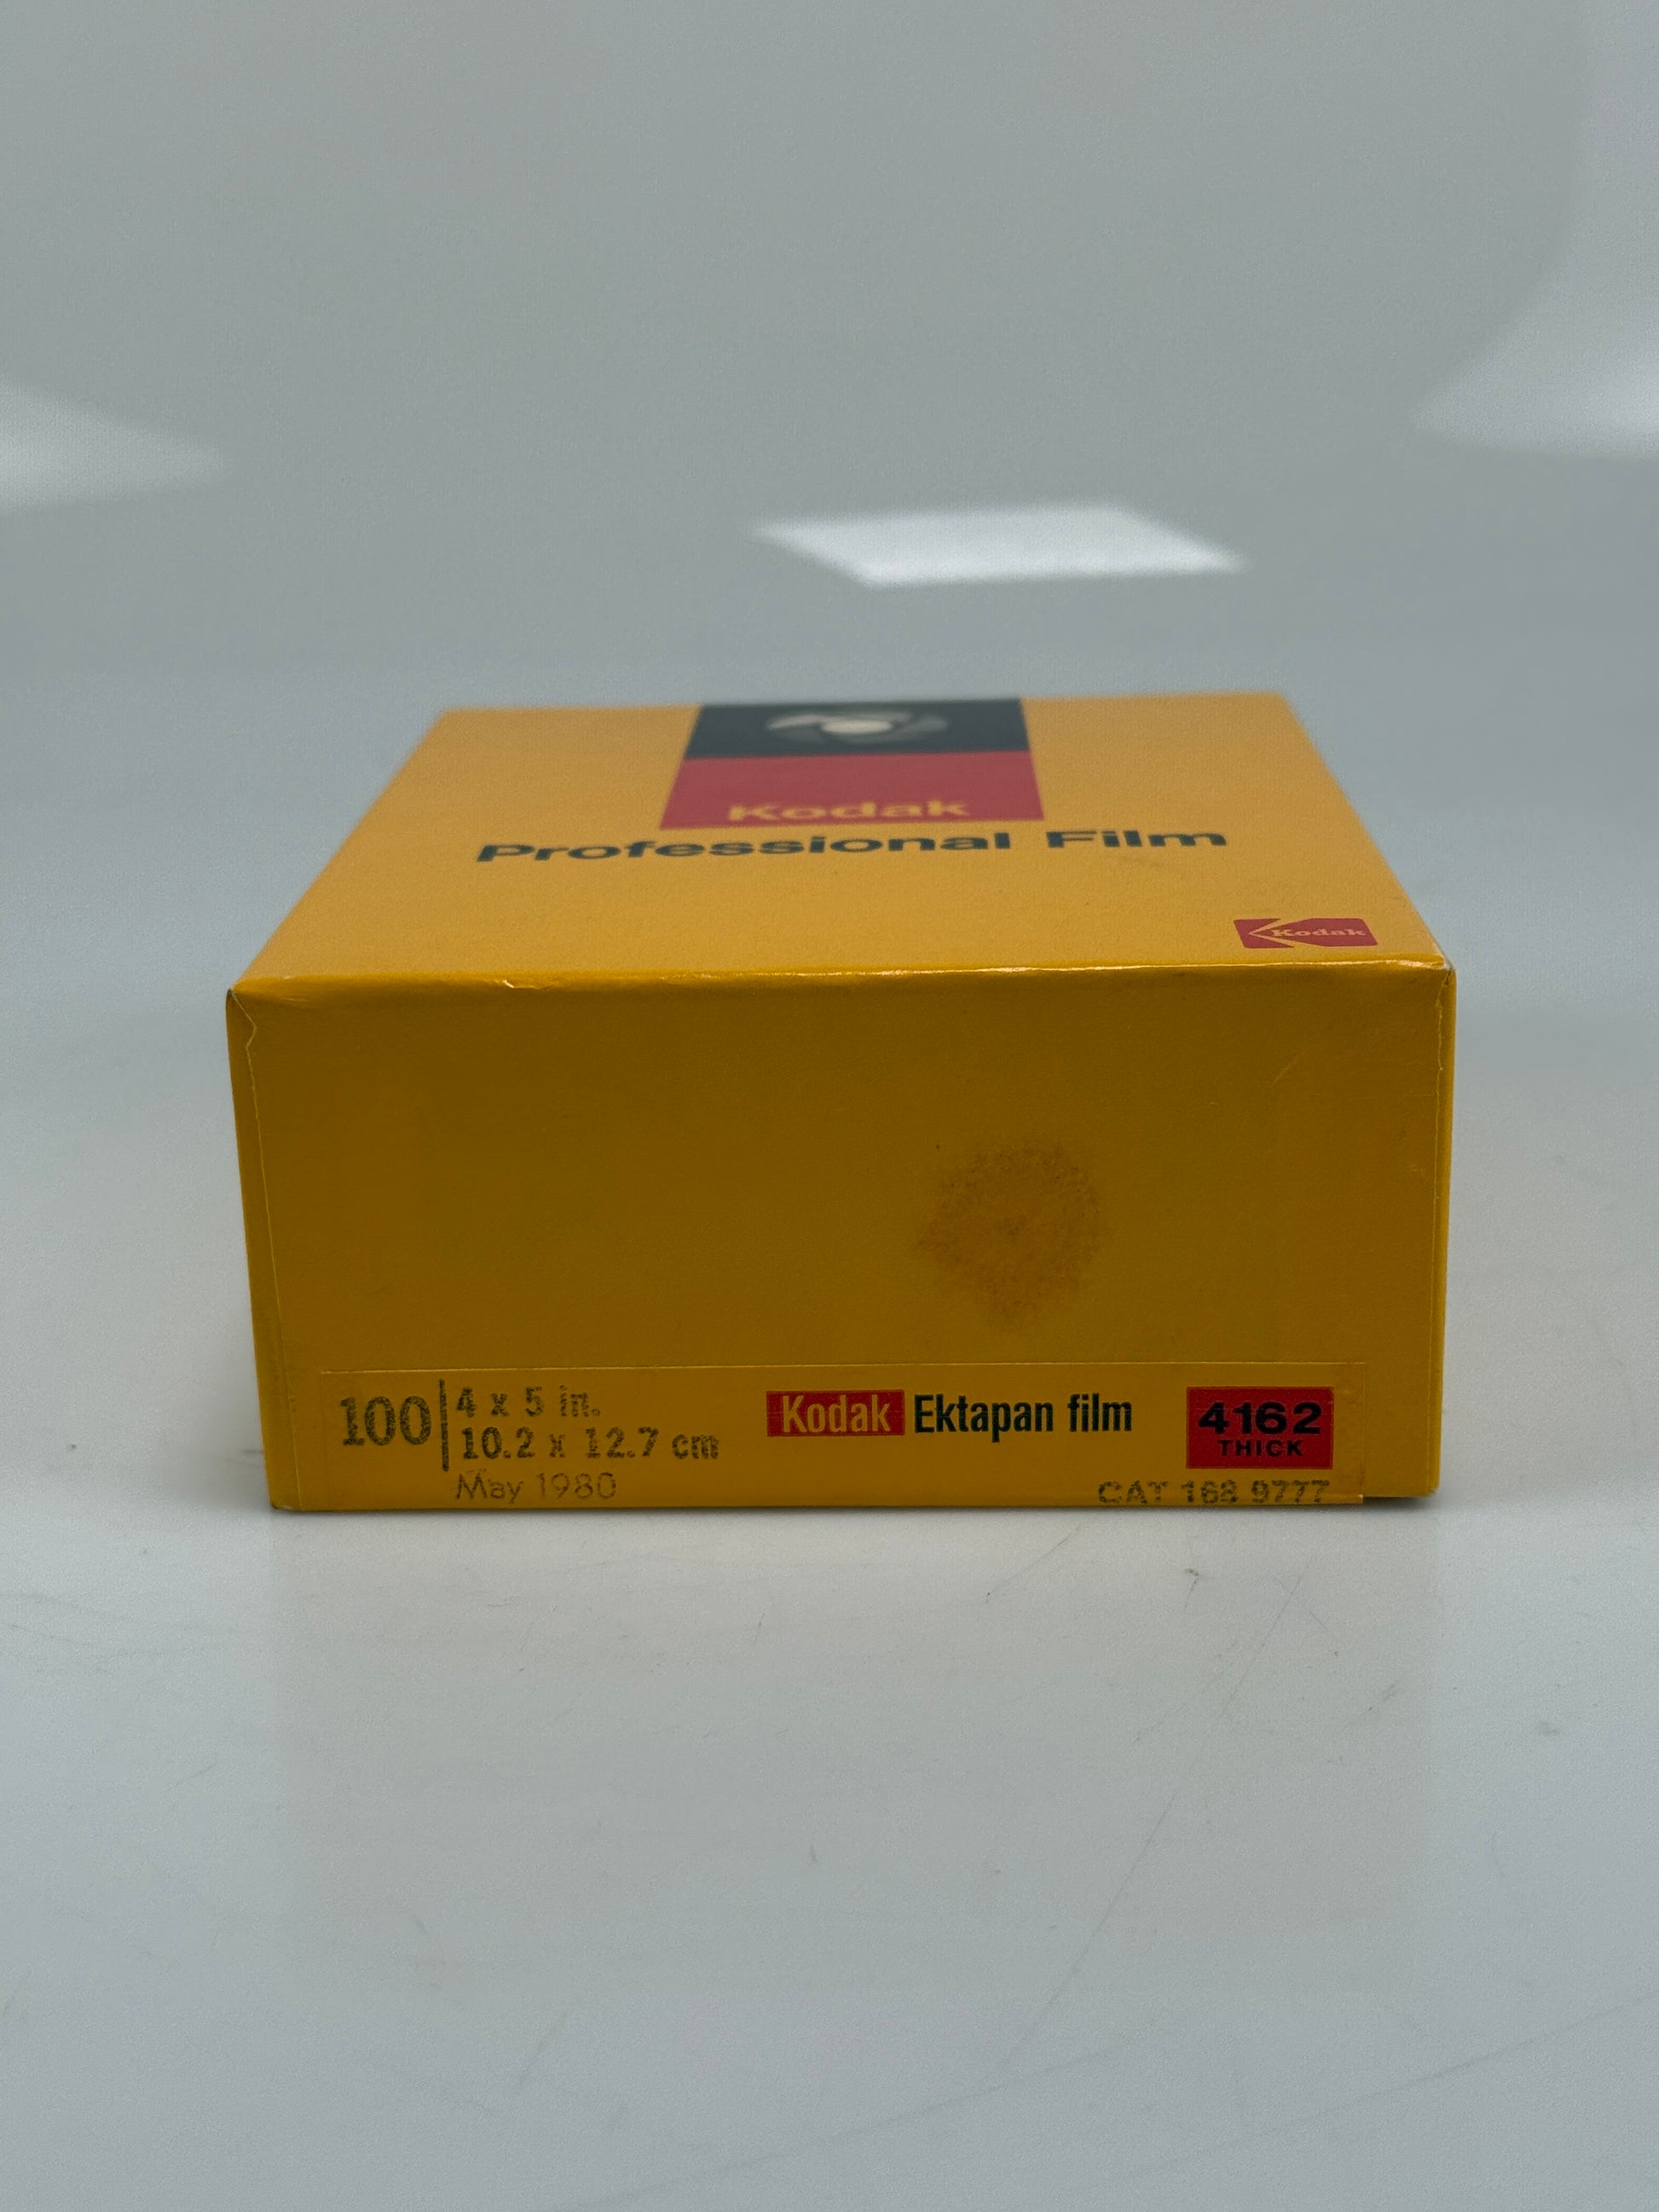 Kodak
Professional Film
Kodak
100
4 x 5 in.
10.2 x 12.7 cm
May 1980
Kodak Ektapan film
4162
THICK
CAT 168 9777